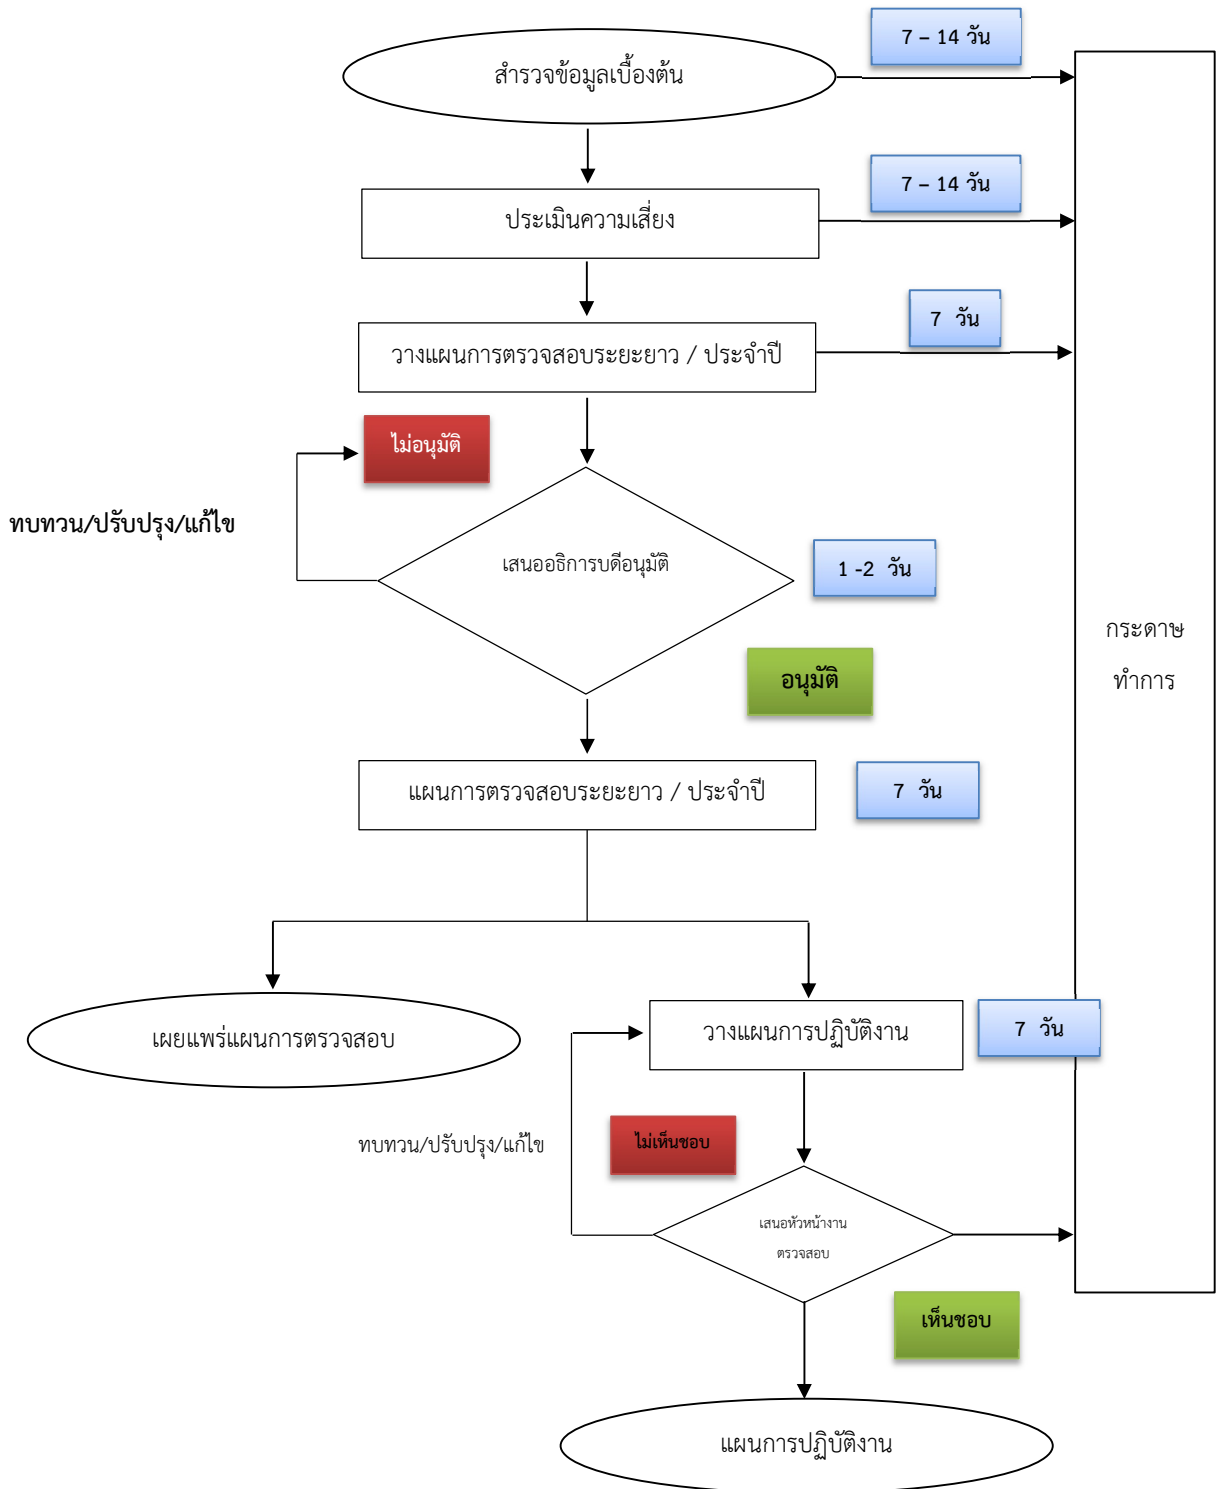 7 – 14 วัน
สำรวจข้อมูลเบื้องต้น
7 – 14 วัน
ประเมินความเสี่ยง
7 วัน
วางแผนการตรวจสอบระยะยาว / ประจำปี
ไม่อนุมัติ
ทบทวน/ปรับปรุง/แก้ไข
เสนออธิการบดีอนุมัติ
1 -2 วัน
กระดาษ
ทำการ
อนุมัติ
แผนการตรวจสอบระยะยาว / ประจำปี
7 วัน
เผยแพร่แผนการตรวจสอบ
วางแผนการปฏิบัติงาน
7 วัน
ทบทวน/ปรับปรุง/แก้ไข
ไม่เห็นชอบ
เสนอหัวหน้างาน
ตรวจสอบ
เห็นชอบ
แผนการปฏิบัติงาน